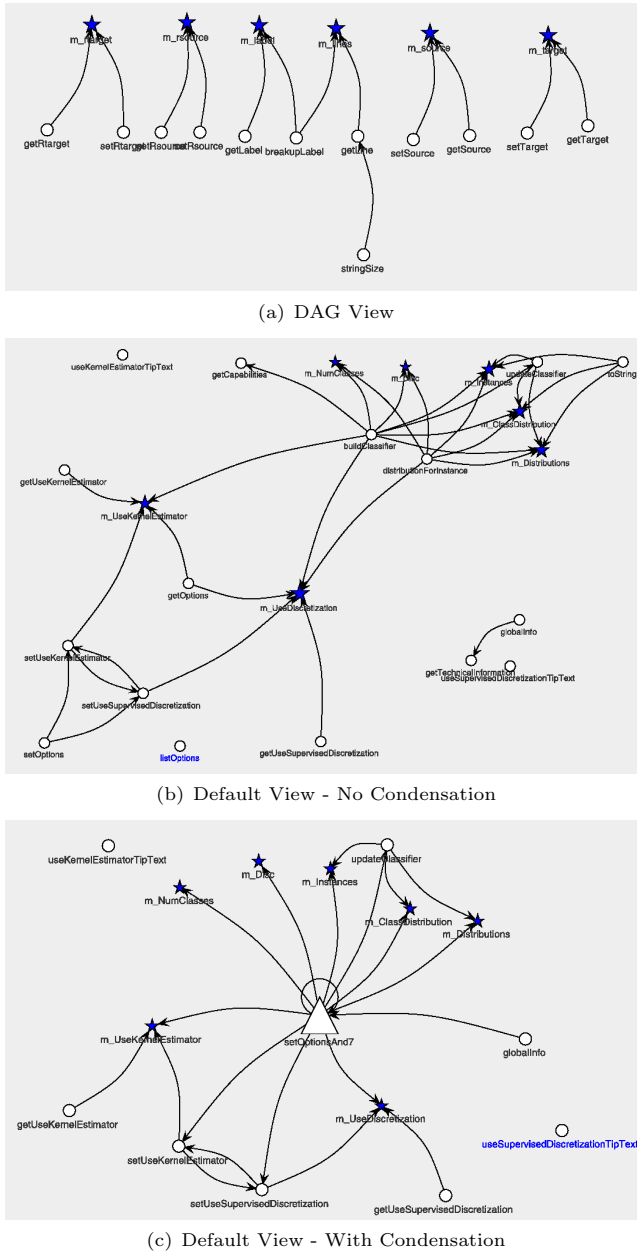 m_rtarget
m_rsource
m_label
m_lines
m_source
m_target
getRtarget
setRtarget
getRsource
setRsource
getLabel
breakupLabel
getLine
setSource
getSource
setTarget
getTarget
stringSize
(a) DAG View
useKernelEstimatorTipText
getCapabilities
m_NumClasses
m_Disc
m_Instances
updateClassifier
toString
m_ClassDistribution
buildClassifier
m_Distributions
distributionForInstance
getUseKernelEstimator
m_UseKernelEstimator
getOptions
m_UseDiscretization
globalInfo
setUseKernelEstimator
getTechnicalInformation
useSupervisedDiscretizationTipText
setUseSupervisedDiscretization
setOptions
listOptions
getUseSupervisedDiscretization
(b) Default View - No Condensation
useKernelEstimatorTipText
updateClassifier
m_Disc
m_Instances
m_NumClasses
m_ClassDistribution
m_Distributions
m_UseKernelEstimator
setOptionsAnd7
globalInfo
getUseKernelEstimator
m_UseDiscretization
useSupervisedDiscretizationTipText
setUseKernelEstimator
setUseSupervisedDiscretization
getUseSupervisedDiscretization
(c) Default View - With Condensation